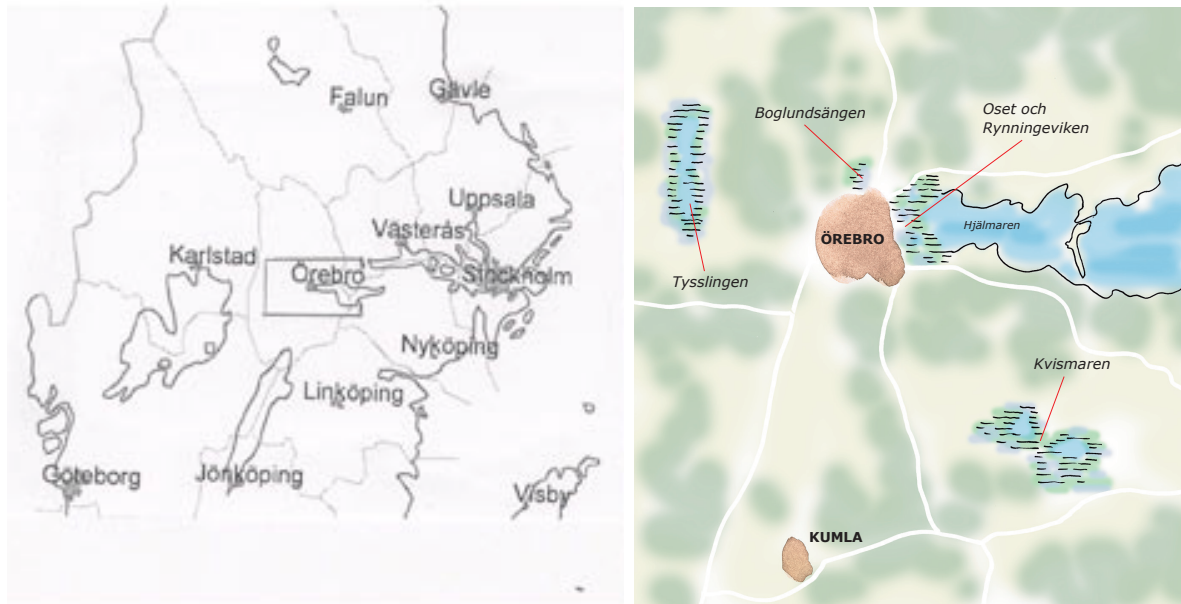 Falun
Gävle
Uppsala
Västerås
Karlstad
Örebro
Stockholm
Nyköping
Linköping
Göteborg
Jönköping
Visby
Boglundsängen
Oset och
Rynningeviken
ÖREBRO
Hjälmaren
Tysslingen
Kvismaren
KUMLA